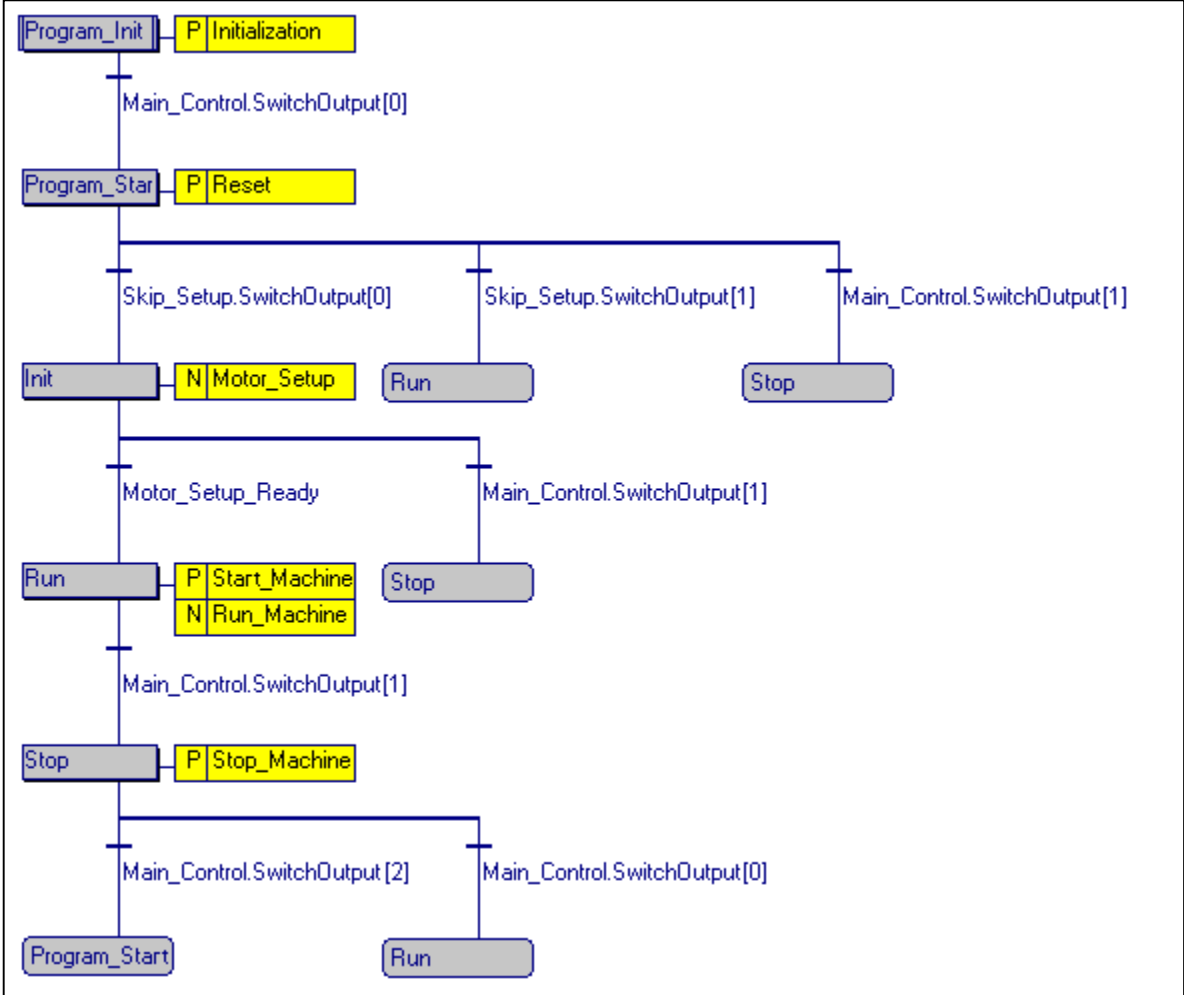 Program_Init P Initialization
Main_Control.SwitchOutput[0]
Program_Star P Reset
Skip_Setup.SwitchOutput[0] Skip_Setup.SwitchOutput[1] Main_Control.SwitchOutput[1]
Init N Motor_Setup Run Stop
Motor_Setup_Ready Main_Control.SwitchOutput[1]
Run P Start_Machine Stop
N Run_Machine
Main_Control.SwitchOutput[1]
Stop P Stop_Machine
Main_Control.SwitchOutput[2] Main_Control.SwitchOutput[0]
Program_Start Run